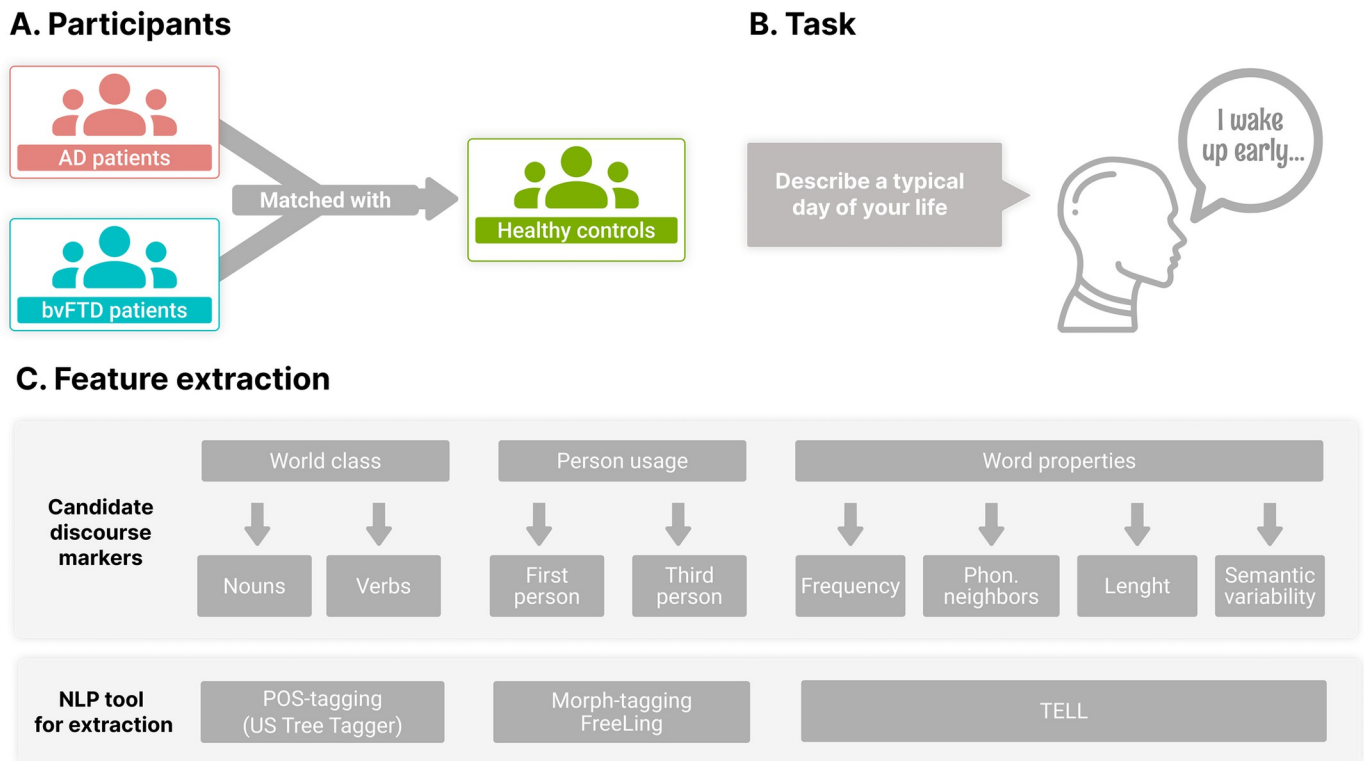 A. Participants
B. Task
AD patients
bvFTD patients
Matched with
Healthy controls
Describe a typical
day of your life
I wake
up early...
C. Feature extraction
Candidate
discourse
markers
World class
Person usage
Word properties
Nouns
Verbs
First
person
Third
person
Frequency
Phon.
neighbors
Lenght
Semantic
variability
NLP tool
for extraction
POS-tagging
(US Tree Tagger)
Morph-tagging
FreeLing
TELL